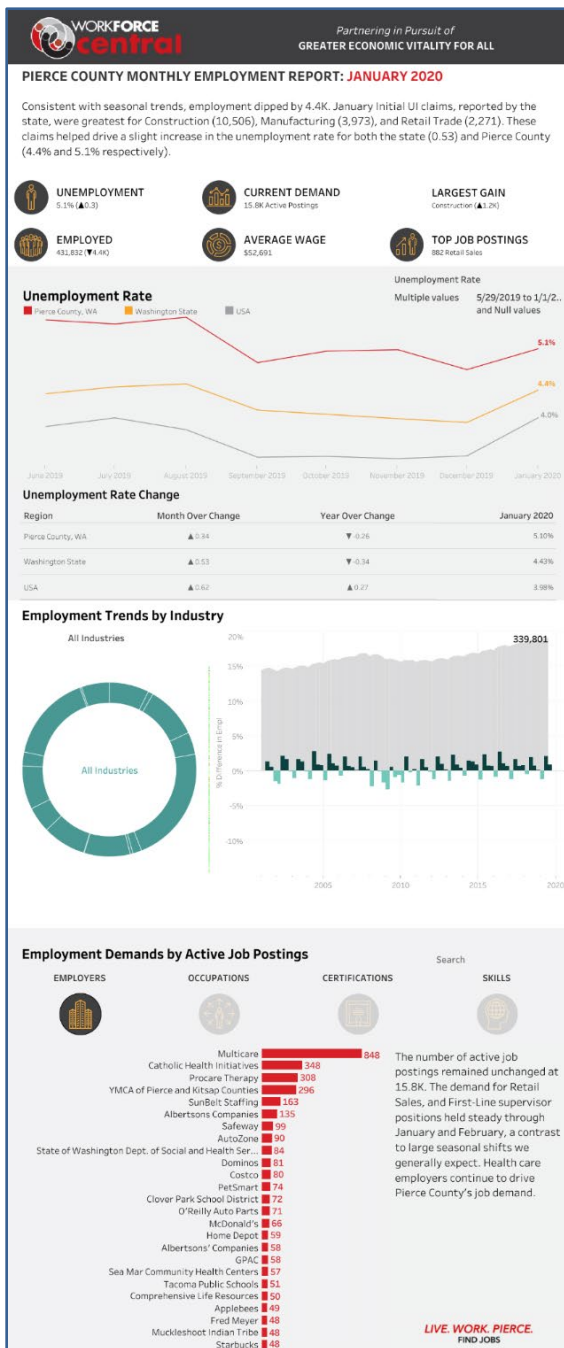 WORKFORCE
central
Partnering in Pursuit of
GREATER ECONOMIC VITALITY FOR ALL
PIERCE COUNTY MONTHLY EMPLOYMENT REPORT: JANUARY 2020
Consistent with seasonal trends, employment dipped by 4.4K. January Initial UI claims, reported by the
state, were greatest for Construction (10,506), Manufacturing (3,973), and Retail Trade (2,271). These
claims helped drive a slight increase in the unemployment rate for both the state (0.53) and Pierce County
(4.4% and 5.1% respectively).
UNEMPLOYMENT
5.1% (▲0.3)
CURRENT DEMAND
15.8K Active Postings
LARGEST GAIN
Construction (▲1.2K)
EMPLOYED
431,832 (▼4.4K)
AVERAGE WAGE
$52,691
TOP JOB POSTINGS
882 Retail Sales
Unemployment Rate
Unemployment Rate
Multiple values
5/29/2019 to 1/1/2..
and Null values
Pierce County, WA
Washington State
USA
5.1%
4.4%
4.0%
June 2019 July 2019 August 2019 September 2019 October 2019 November 2019 December 2019 January 2020
Unemployment Rate Change
Region Month Over Change Year Over Change January 2020
Pierce County, WA ▲0.34 ▼-0.26 5.10%
Washington State ▲0.53 ▼-0.34 4.43%
USA ▲0.62 ▲0.27 3.98%
Employment Trends by Industry
All Industries
All Industries
% Difference in Empl
20%
15%
10%
5%
0%
-5%
-10%
339,801
2005 2010 2015 2020
Employment Demands by Active Job Postings
Search
EMPLOYERS OCCUPATIONS CERTIFICATIONS SKILLS
Multicare 848
Catholic Health Initiatives 348
Procare Therapy 308
YMCA of Pierce and Kitsap Counties 296
SunBelt Staffing 163
Albertsons Companies 135
Safeway 99
AutoZone 90
State of Washington Dept. of Social and Health Ser... 84
Dominos 81
Costco 80
PetSmart 74
Clover Park School District 72
O'Reilly Auto Parts 71
McDonald's 66
Home Depot 59
Albertsons' Companies 58
GPAC 58
Sea Mar Community Health Centers 57
Tacoma Public Schools 51
Comprehensive Life Resources 50
Applebees 49
Fred Meyer 48
Muckleshoot Indian Tribe 48
Starbucks 48
The number of active job
postings remained unchanged at
15.8K. The demand for Retail
Sales, and First-Line supervisor
positions held steady through
January and February, a contrast
to large seasonal shifts we
generally expect. Health care
employers continue to drive
Pierce County's job demand.
LIVE. WORK. PIERCE.
FIND JOBS